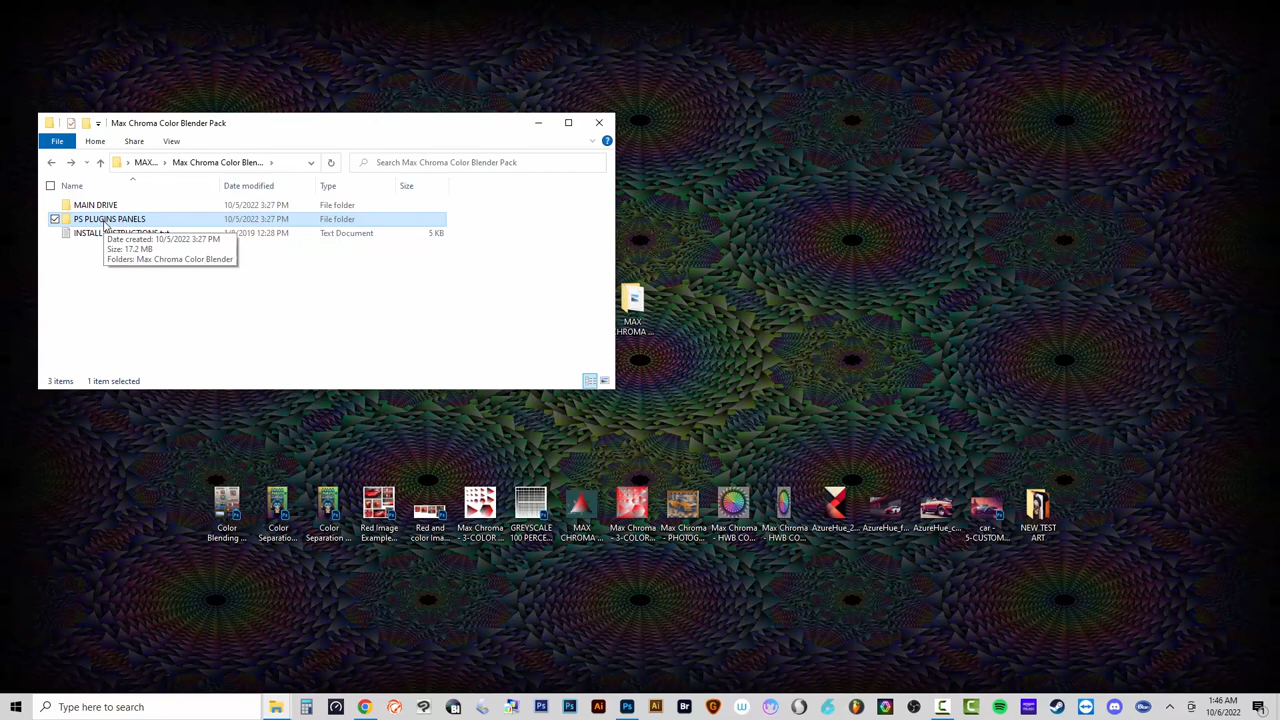 Max Chroma Color Blender Pack
File
Home
Share
View
MAX...
Max Chroma Color Blen...
Search Max Chroma Color Blender Pack
Name
Date modified
Type
Size
MAIN DRIVE
10/5/2022 3:27 PM
File folder
PS PLUGINS PANELS
10/5/2022 3:27 PM
File folder
12:28 PM
Text Document
5 KB
Date created: 10/5/2022 3:27 PM
Size: 17.2 MB
Folders: Max Chroma Color Blender
3 items
1 item selected
MAX
CHROMA ...
Color
Blending ...
Color
Separatio...
Color
Separation ...
Red Image
Example...
Red and
color Ima...
Max Chroma
- 3-COLOR ...
GREYSCALE
100 PERCE...
MAX
CHROMA ...
Max Chroma
- 3-COLOR...
Max Chroma
- PHOTOG...
Max Chroma
- HWB CO...
Max Chroma
- HWB CO...
AzureHue_2...
AzureHue_f...
AzureHue_c...
car -
5-CUSTOM...
NEW TEST
ART
Type here to search
1:46 AM
10/6/2022